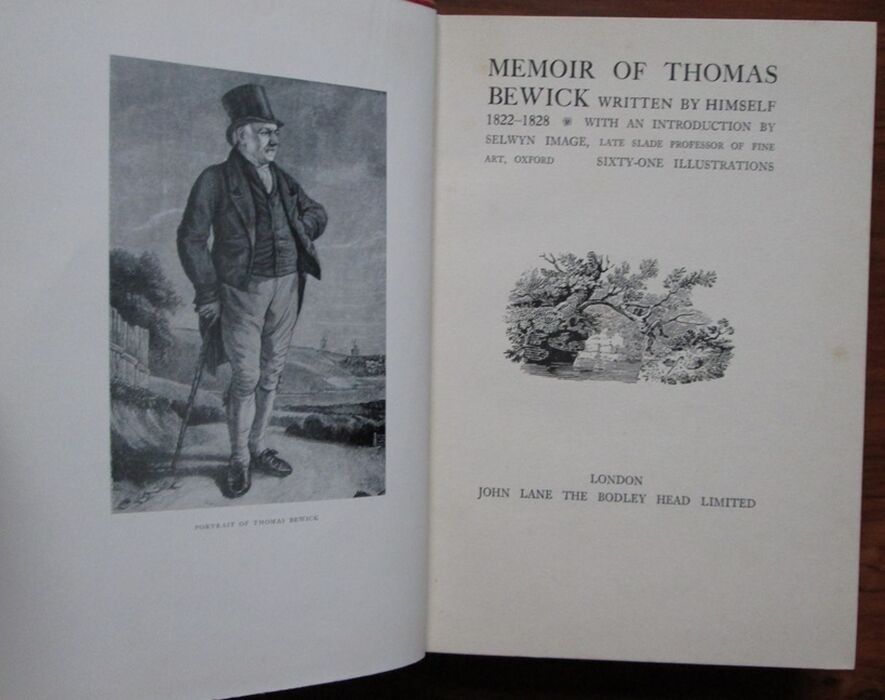 PORTRAIT OF THOMAS BEWICK
MEMOIR OF THOMAS
BEWICK WRITTEN BY HIMSELF
1822–1828 WITH AN INTRODUCTION BY
SELWYN IMAGE, LATE SLADE PROFESSOR OF FINE
ART, OXFORD SIXTY-ONE ILLUSTRATIONS
LONDON
JOHN LANE THE BODLEY HEAD LIMITED